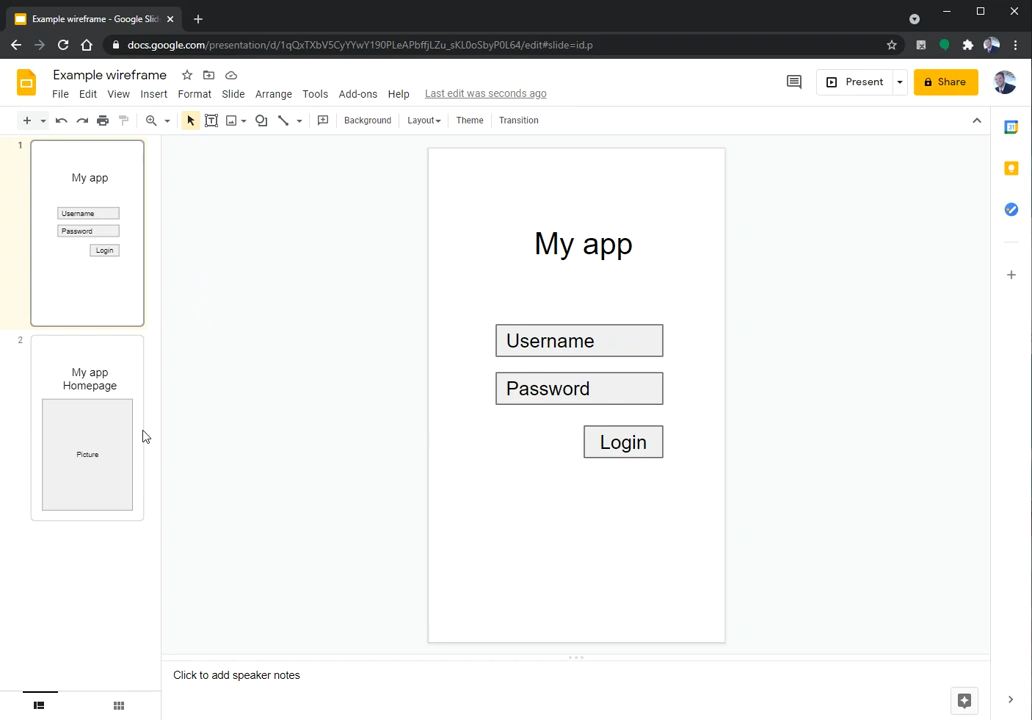 Example wireframe - Google Slid
docs.google.com/presentation/d/1qQxTXbV5CyYYwY190PLeAPbffjLZu_sKL0oSbyP0L64/edit#slide=id.p
Example wireframe
File Edit View Insert Format Slide Arrange Tools Add-ons Help Last edit was seconds ago
Present
Share
Background Layout Theme Transition
1
My app
Username
Password
Login
2
My app
Homepage
Picture
My app
Username
Password
Login
Click to add speaker notes
31